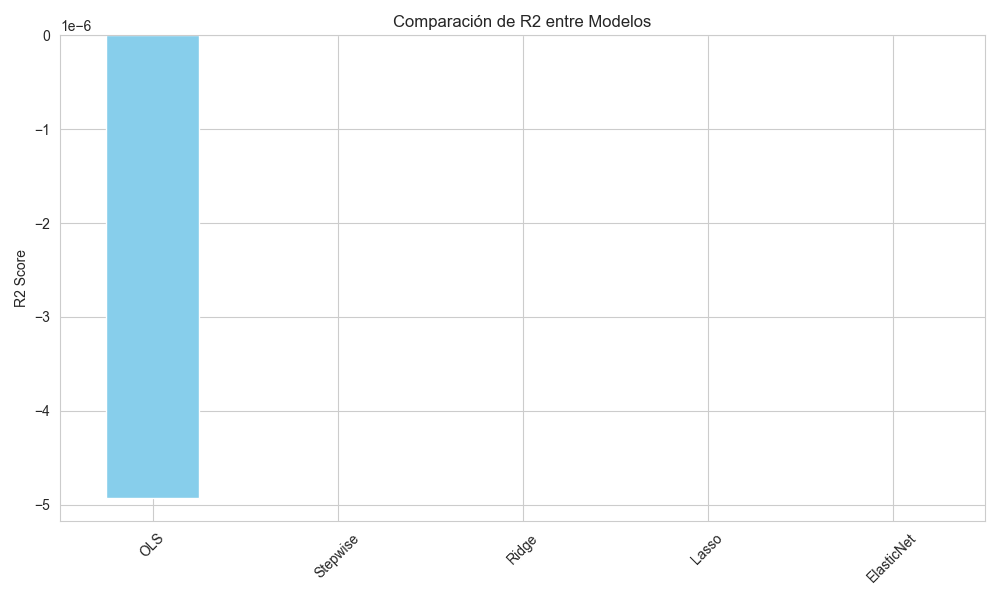 Comparación de R2 entre Modelos
1e−6
0
−1
−2
−3
−4
−5
R2 Score
OLS
Stepwise
Ridge
Lasso
ElasticNet